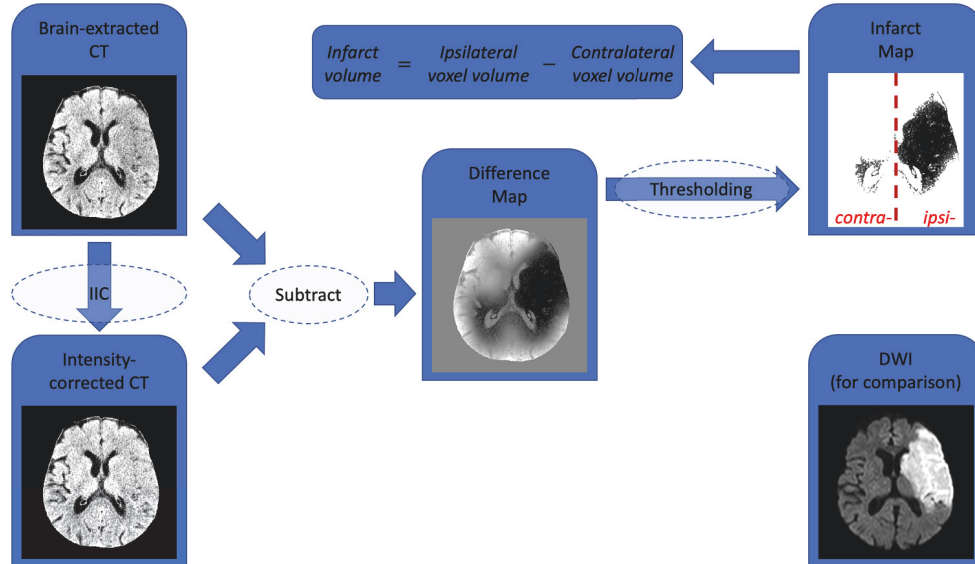 Brain-extracted
CT
Infarct
volume
=
Ipsilateral
voxel volume
−
Contralateral
voxel volume
Infarct
Map
contra-
ipsi-
Difference
Map
Thresholding
IIC
Subtract
Intensity-
corrected CT
DWI
(for comparison)